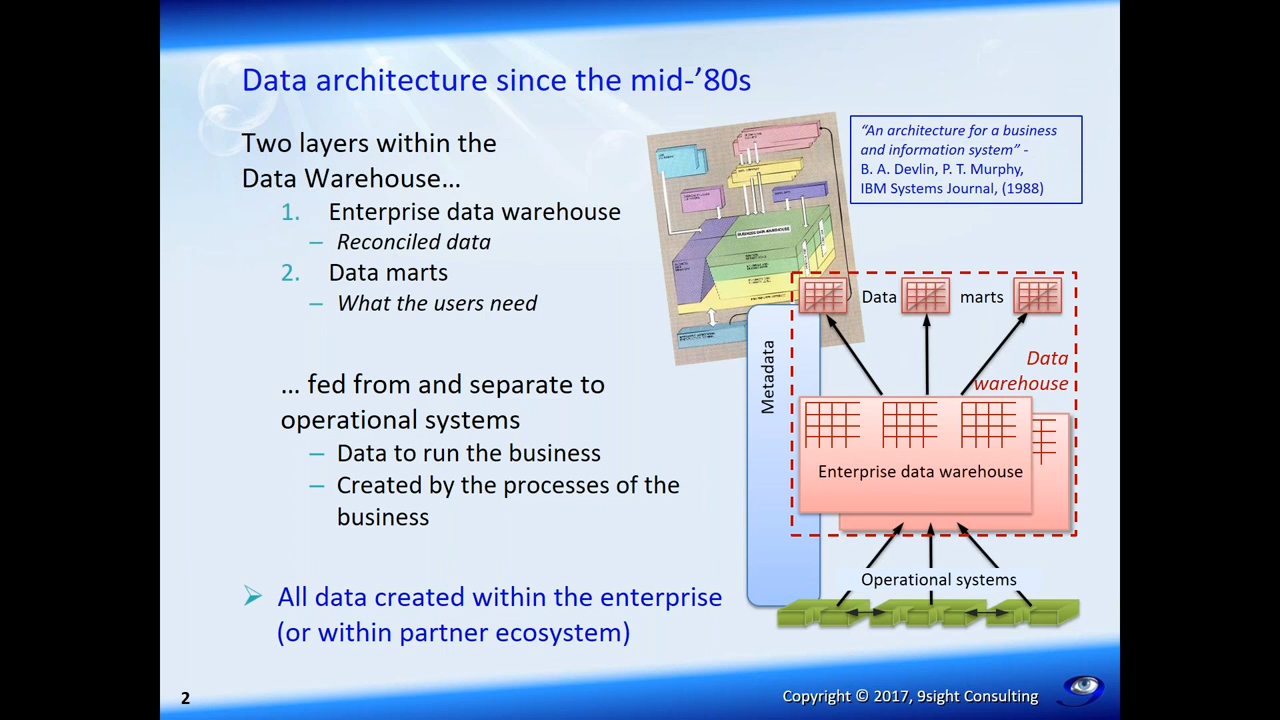 Data architecture since the mid-’80s
Two layers within the
Data Warehouse…
1. Enterprise data warehouse
– Reconciled data
2. Data marts
– What the users need
… fed from and separate to
operational systems
– Data to run the business
– Created by the processes of the
business
➢ All data created within the enterprise
(or within partner ecosystem)
“An architecture for a business
and information system” -
B. A. Devlin, P. T. Murphy,
IBM Systems Journal, (1988)
BUSINESS DATA WAREHOUSE
Data marts
Data
warehouse
Metadata
Enterprise data warehouse
Operational systems
2
Copyright © 2017, 9sight Consulting